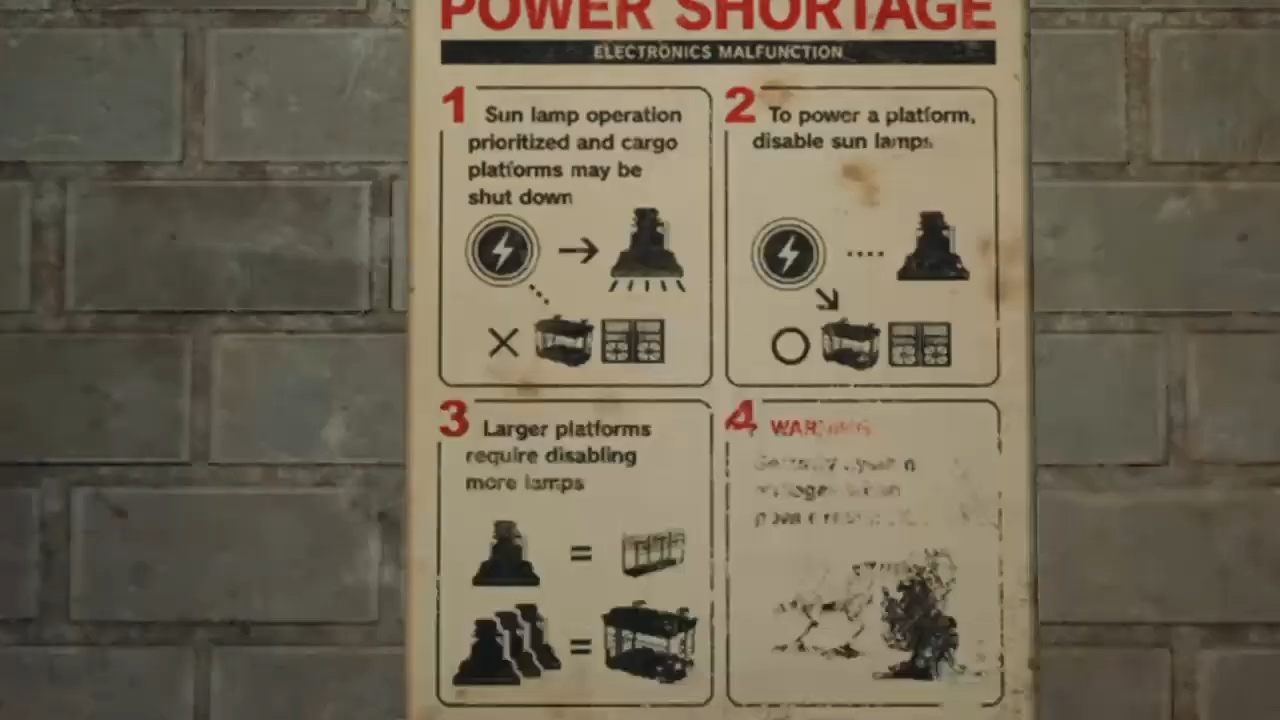 POWER SHORTAGE
ELECTRONICS MALFUNCTION
1 Sun lamp operation
prioritized and cargo
platforms may be
shut down
2 To power a platform,
disable sun lamps
3 Larger platforms
require disabling
more lamps
4 WARNING